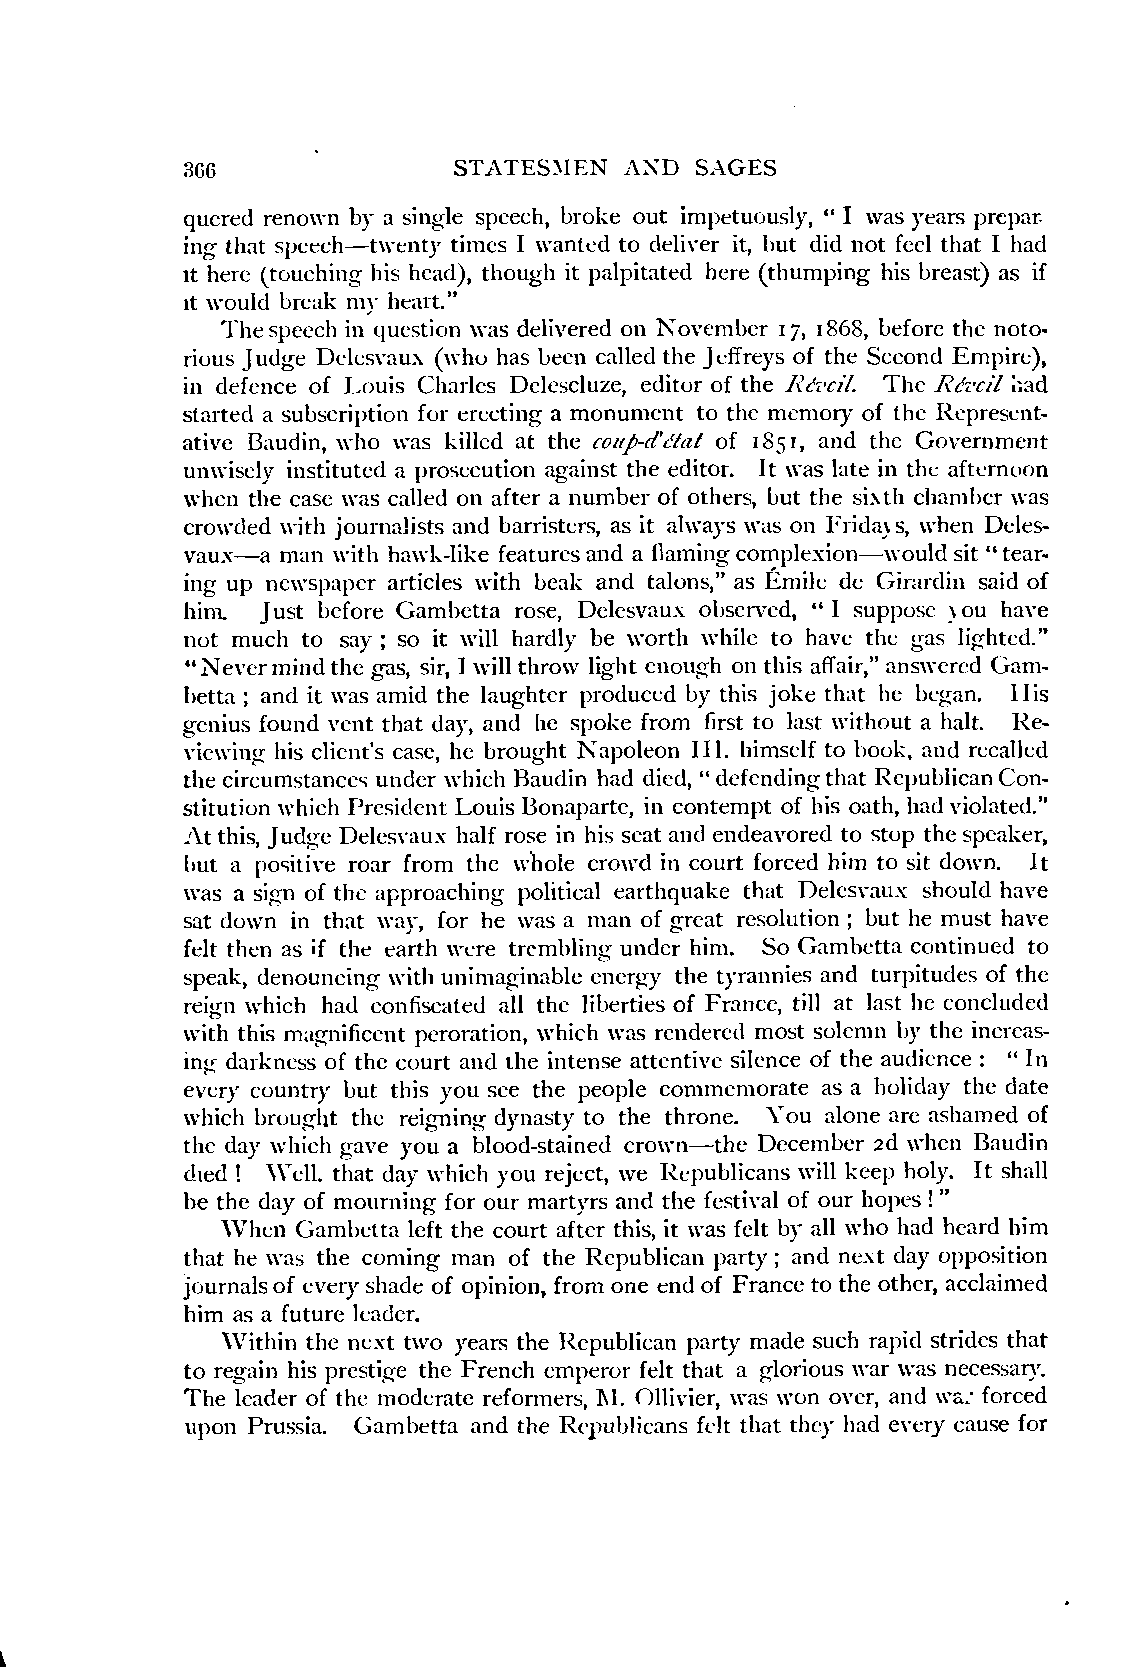 366 STATESMEN AND SAGES
quered renown by a single speech, broke out impetuously, "I was years prepar-
ing that speech—twenty times I wanted to deliver it, but did not feel that I had
it here (touching his head), though it palpitated here (thumping his breast) as if
it would break my heart."
The speech in question was delivered on November 17, 1868, before the noto-
rious Judge Delesvaux (who has been called the Jeffreys of the Second Empire),
in defence of Louis Charles Delescluze, editor of the Réveil. The Réveil had
started a subscription for erecting a monument to the memory of the Represent-
ative Baudin, who was killed at the coup-d'état of 1851, and the Government
unwisely instituted a prosecution against the editor. It was late in the afternoon
when the case was called on after a number of others, but the sixth chamber was
crowded with journalists and barristers, as it always was on Fridays, when Deles-
vaux—a man with hawk-like features and a flaming complexion—would sit "tear-
ing up newspaper articles with beak and talons," as Émile de Girardin said of
him. Just before Gambetta rose, Delesvaux observed, "I suppose you have
not much to say; so it will hardly be worth while to have the gas lighted."
"Never mind the gas, sir, I will throw light enough on this affair," answered Gam-
betta; and it was amid the laughter produced by this joke that he began. His
genius found vent that day, and he spoke from first to last without a halt. Re-
viewing his client's case, he brought Napoleon III. himself to book, and recalled
the circumstances under which Baudin had died, "defending that Republican Con-
stitution which President Louis Bonaparte, in contempt of his oath, had violated."
At this, Judge Delesvaux half rose in his seat and endeavored to stop the speaker,
but a positive roar from the whole crowd in court forced him to sit down. It
was a sign of the approaching political earthquake that Delesvaux should have
sat down in that way, for he was a man of great resolution; but he must have
felt then as if the earth were trembling under him. So Gambetta continued to
speak, denouncing with unimaginable energy the tyrannies and turpitudes of the
reign which had confiscated all the liberties of France, till at last he concluded
with this magnificent peroration, which was rendered most solemn by the increas-
ing darkness of the court and the intense attentive silence of the audience: "In
every country but this you see the people commemorate as a holiday the date
which brought the reigning dynasty to the throne. You alone are ashamed of
the day which gave you a blood-stained crown—the December 2d when Baudin
died! Well. that day which you reject, we Republicans will keep holy. It shall
be the day of mourning for our martyrs and the festival of our hopes!"
When Gambetta left the court after this, it was felt by all who had heard him
that he was the coming man of the Republican party; and next day opposition
journals of every shade of opinion, from one end of France to the other, acclaimed
him as a future leader.
Within the next two years the Republican party made such rapid strides that
to regain his prestige the French emperor felt that a glorious war was necessary.
The leader of the moderate reformers, M. Ollivier, was won over, and war forced
upon Prussia. Gambetta and the Republicans felt that they had every cause for